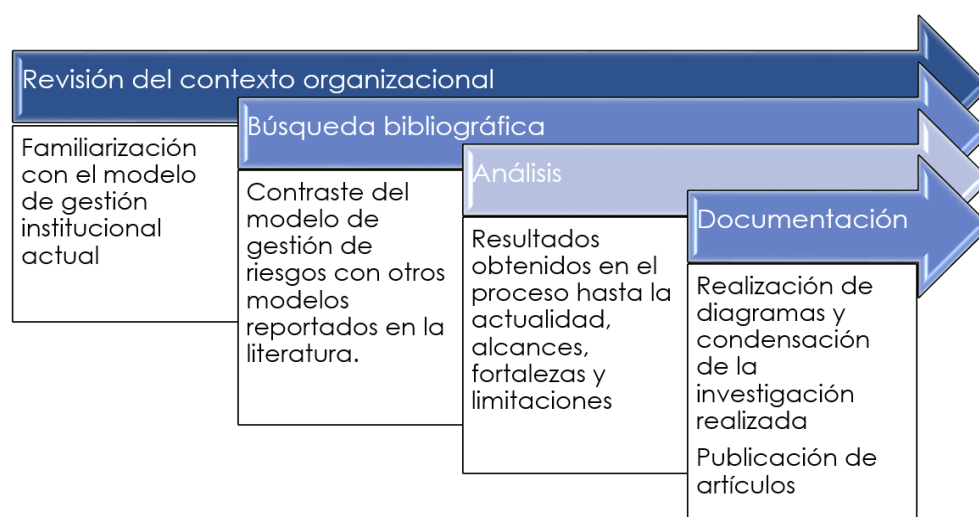 Revisión del contexto organizacional
Familiarización
con el modelo
de gestión
institucional
actual
Búsqueda bibliográfica
Contraste del
modelo de
gestión de
riesgos con otros
modelos
reportados en la
literatura.
Análisis
Resultados
obtenidos en el
proceso hasta la
actualidad,
alcances,
fortalezas y
limitaciones
Documentación
Realización de
diagramas y
condensación
de la
investigación
realizada
Publicación de
artículos